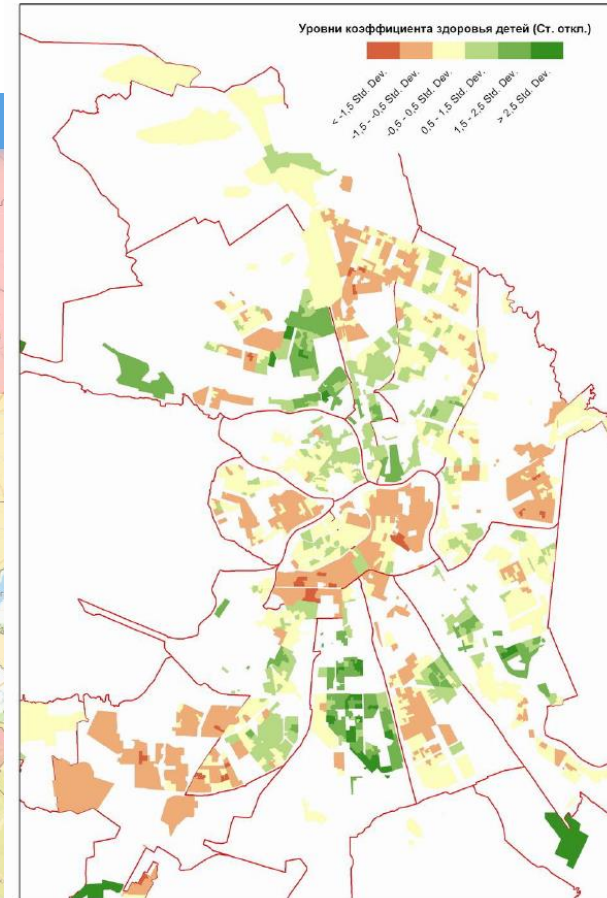 Уровни коэффициента здоровья детей (Ст. откл.)
< -1,5 Std. Dev.
-1,5 - -0,5 Std. Dev.
-0,5 - 0,5 Std. Dev.
0,5 - 1,5 Std. Dev.
1,5 - 2,5 Std. Dev.
> 2,5 Std. Dev.